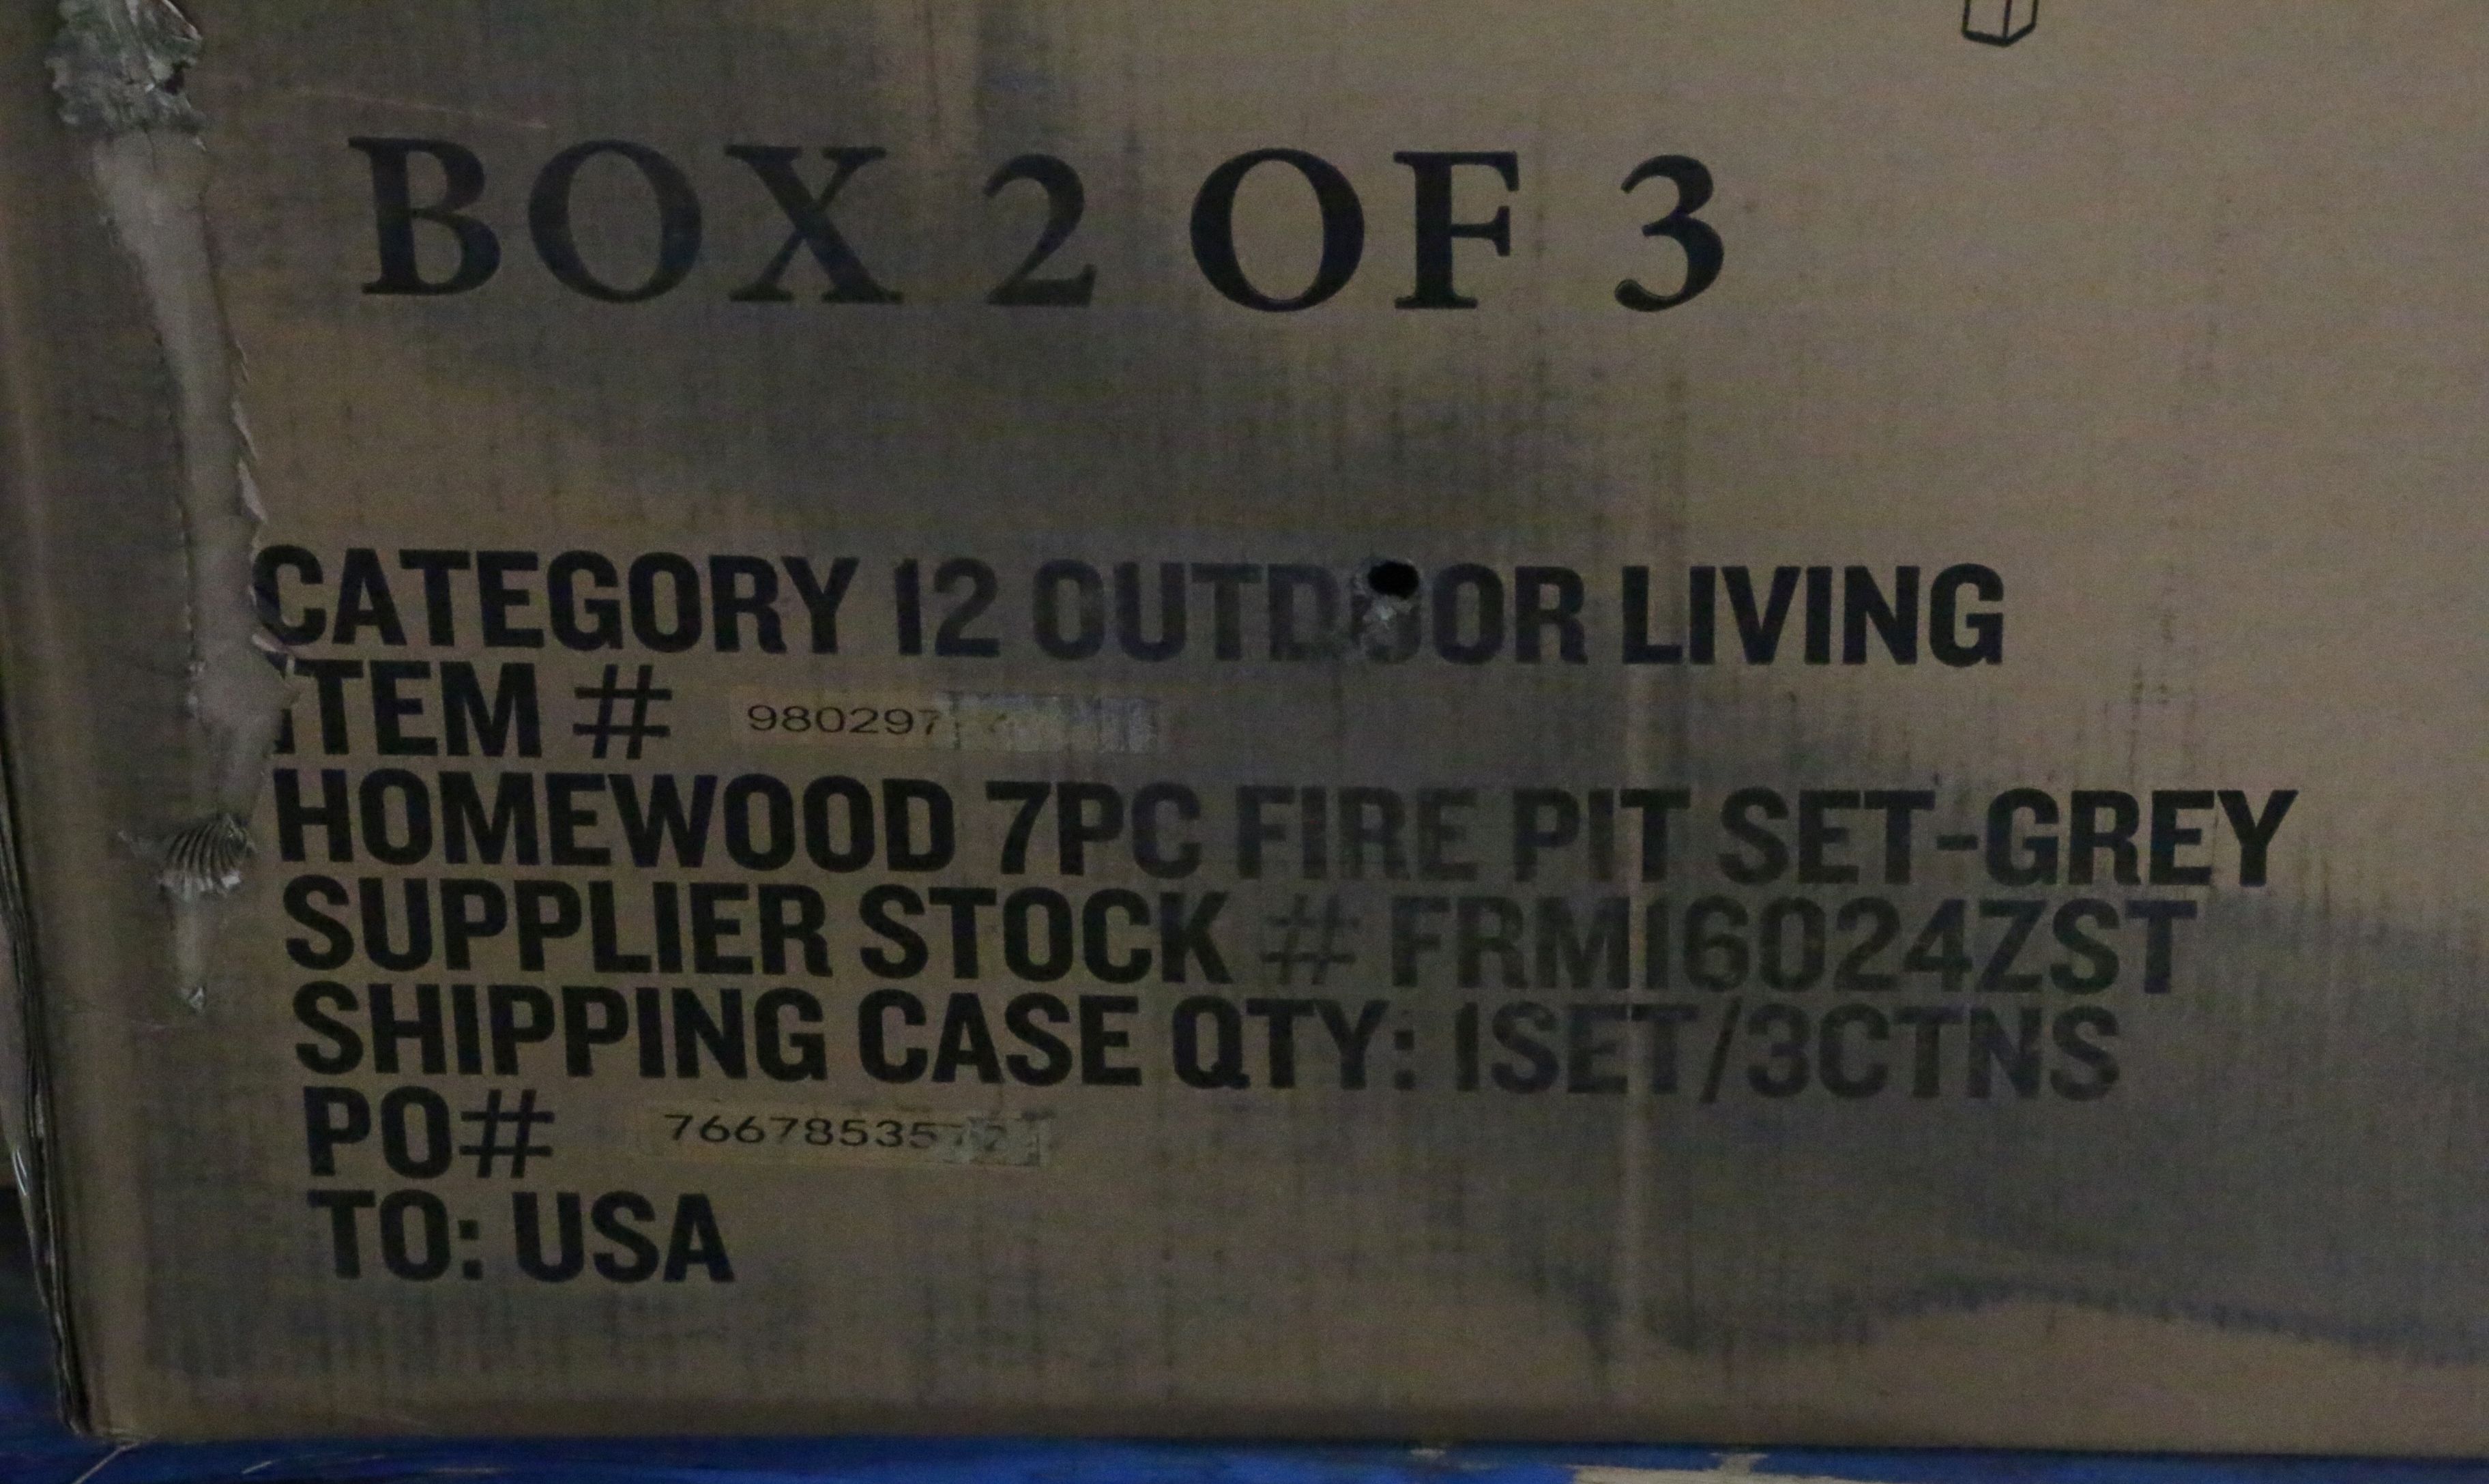 BOX 2 OF 3
CATEGORY 12 OUTDOOR LIVING
ITEM # 980297
HOMEWOOD 7PC FIRE PIT SET-GREY
SUPPLIER STOCK # FRM16024ZST
SHIPPING CASE QTY: 1SET/3CTNS
PO#
TO: USA